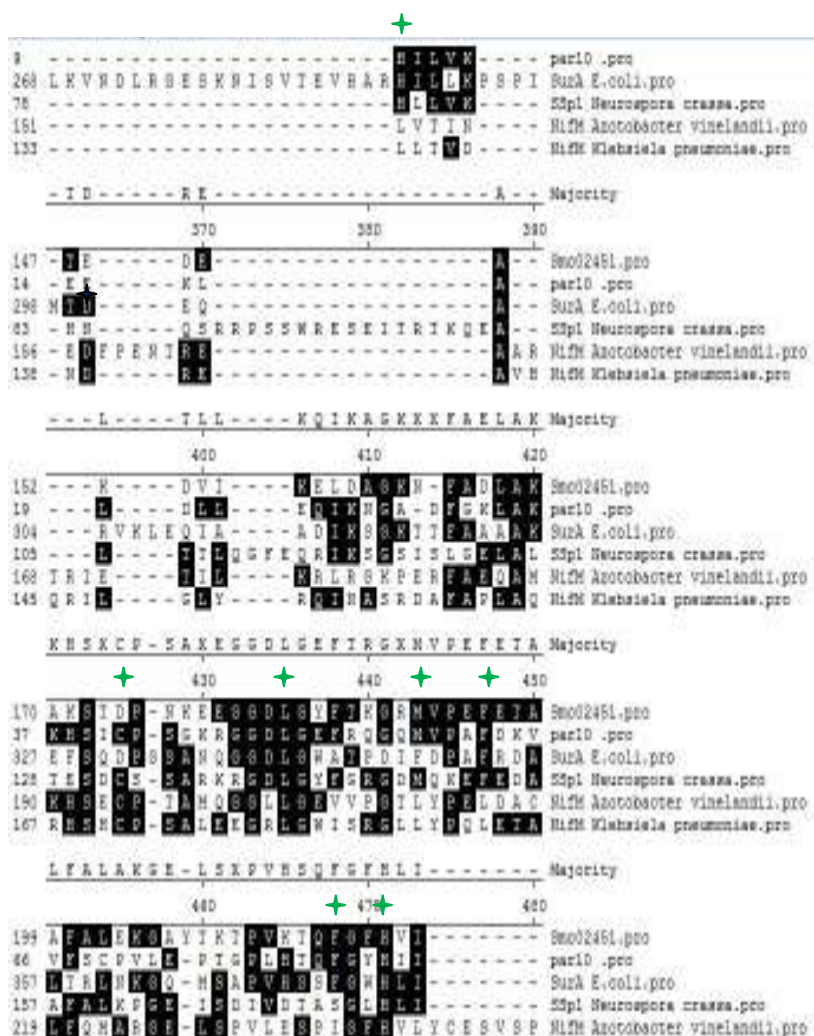 9 - - - - - - - - - - - - - - - - - - - - - H I L V K - - - - par10 .pro
268 L K V N D L R G E S K N I S V T E V H A R H I L L K P S P I SurA E.coli.pro
78 - - - - - - - - - - - - - - - - - - - - - H L L V K - - - - SSp1 Neurospora crassa.pro
151 - - - - - - - - - - - - - - - - - - - - - L V T I N - - - - NifM Azotobacter vinelandii.pro
133 - - - - - - - - - - - - - - - - - - - - - L L T V D - - - - NifM Klebsiela pneumoniae.pro
- T D - - - - - R E - - - - - - - - - - - - - - - - - A - - Majority
370 380 390
147 - T E - - - - - D E - - - - - - - - - - - - - - - - - A - - Smc02451.pro
14 - E K - - - - - K L - - - - - - - - - - - - - - - - - A - - par10 .pro
298 M T D - - - - - E Q - - - - - - - - - - - - - - - - - A - - SurA E.coli.pro
83 - N N - - - - - Q S R R P S S W R E S E I T R T K Q E A - - SSp1 Neurospora crassa.pro
156 - E D F P E N T R E - - - - - - - - - - - - - - - - - A A R NifM Azotobacter vinelandii.pro
138 - N D - - - - - R E - - - - - - - - - - - - - - - - - A V M NifM Klebsiela pneumoniae.pro
- - - L - - - - T L L - - - - K Q I K A G K X X F A E L A K Majority
400 410 420
152 - - - K - - - - D V I - - - - K E L D A G K N - F A D L A K Smc02451.pro
19 - - - L - - - - D L L - - - - E Q I K N G A - D F G K L A K par10 .pro
304 - - - R V K L E Q I A - - - - A D I K S G K T T F A A A A K SurA E.coli.pro
105 - - - L - - - - T T L Q G F E Q R I K S G S I S L G E L A L SSp1 Neurospora crassa.pro
168 T R I E - - - - T I L - - - - K R L R G K P E R F A E Q A M NifM Azotobacter vinelandii.pro
145 Q R I L - - - - G L Y - - - - R Q I N A S R D A F A P L A Q NifM Klebsiela pneumoniae.pro
K H S X C P - S A X E G G D L G E F T R G X M V P E F E T A Majority
430 440 450
170 A K S T D P - N K E E G G D L G Y F T K G R M V P E F E T A Smc02451.pro
37 K H S I C P - S G K R G G D L G E F R Q G Q M V P A F D K V par10 .pro
327 E F S Q D P G S A N Q G G D L G W A T P D I F D P A F R D A SurA E.coli.pro
128 T E S D C S - S A R K R G D L G Y F G R G D M Q K E F E D A SSp1 Neurospora crassa.pro
190 K H S E C P - T A M Q G G L L G E V V P G T L Y P E L D A C NifM Azotobacter vinelandii.pro
167 R H S M C P - S A L E K G R L G W I S R G L L Y P Q L E T A NifM Klebsiela pneumoniae.pro
L F A L A K G E - L S X P V H S Q F G F H L I - - - - - - - Majority
460 470 480
199 A F A L E K G A Y T K T P V K T Q F G F H V I - - - - - - - Smc02451.pro
66 V F S C P V L E - P T G P L H T Q F G Y H I I - - - - - - - par10 .pro
357 L T R L N K G Q - M S A P V H S S F G W H L I - - - - - - - SurA E.coli.pro
157 A F A L K P G E - I S D I V D T A S G L H L I - - - - - - - SSp1 Neurospora crassa.pro
219 L F Q M A R G E - L S P V L E S P I G F H V L Y C E S V S P NifM Azotobacter vinelandii.pro